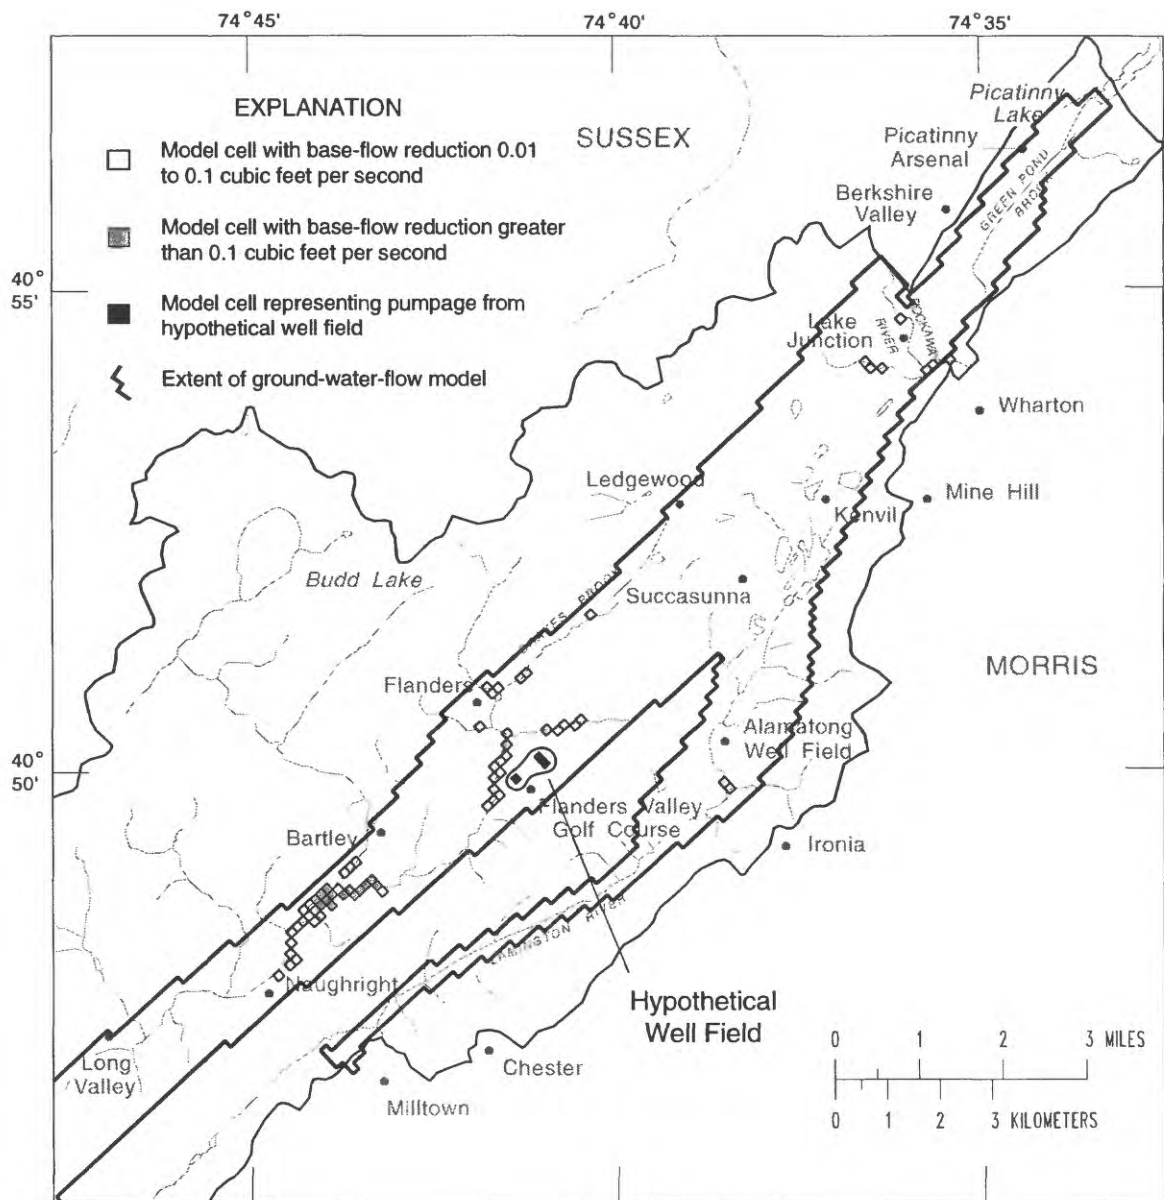 74° 45'
74° 40'
74° 35'
EXPLANATION
Model cell with base-flow reduction 0.01
to 0.1 cubic feet per second
Model cell with base-flow reduction greater
than 0.1 cubic feet per second
Model cell representing pumpage from
hypothetical well field
Extent of ground-water-flow model
SUSSEX
Picatinny
Lake
Picatinny
Arsenal
GREEN POND
BROOK
Berkshire
Valley
40°
55'
Lake
Junction
ROCKAWAY
RIVER
Wharton
Ledgewood
Mine Hill
Kenvil
Budd Lake
Succasunna
DRAKES BROOK
MORRIS
Flanders
Alamatong
Well Field
40°
50'
Flanders Valley
Golf Course
Bartley
Ironia
LAMINGTON RIVER
Naughright
Hypothetical
Well Field
Long
Valley
Chester
Milltown
0 1 2 3 MILES
0 1 2 3 KILOMETERS